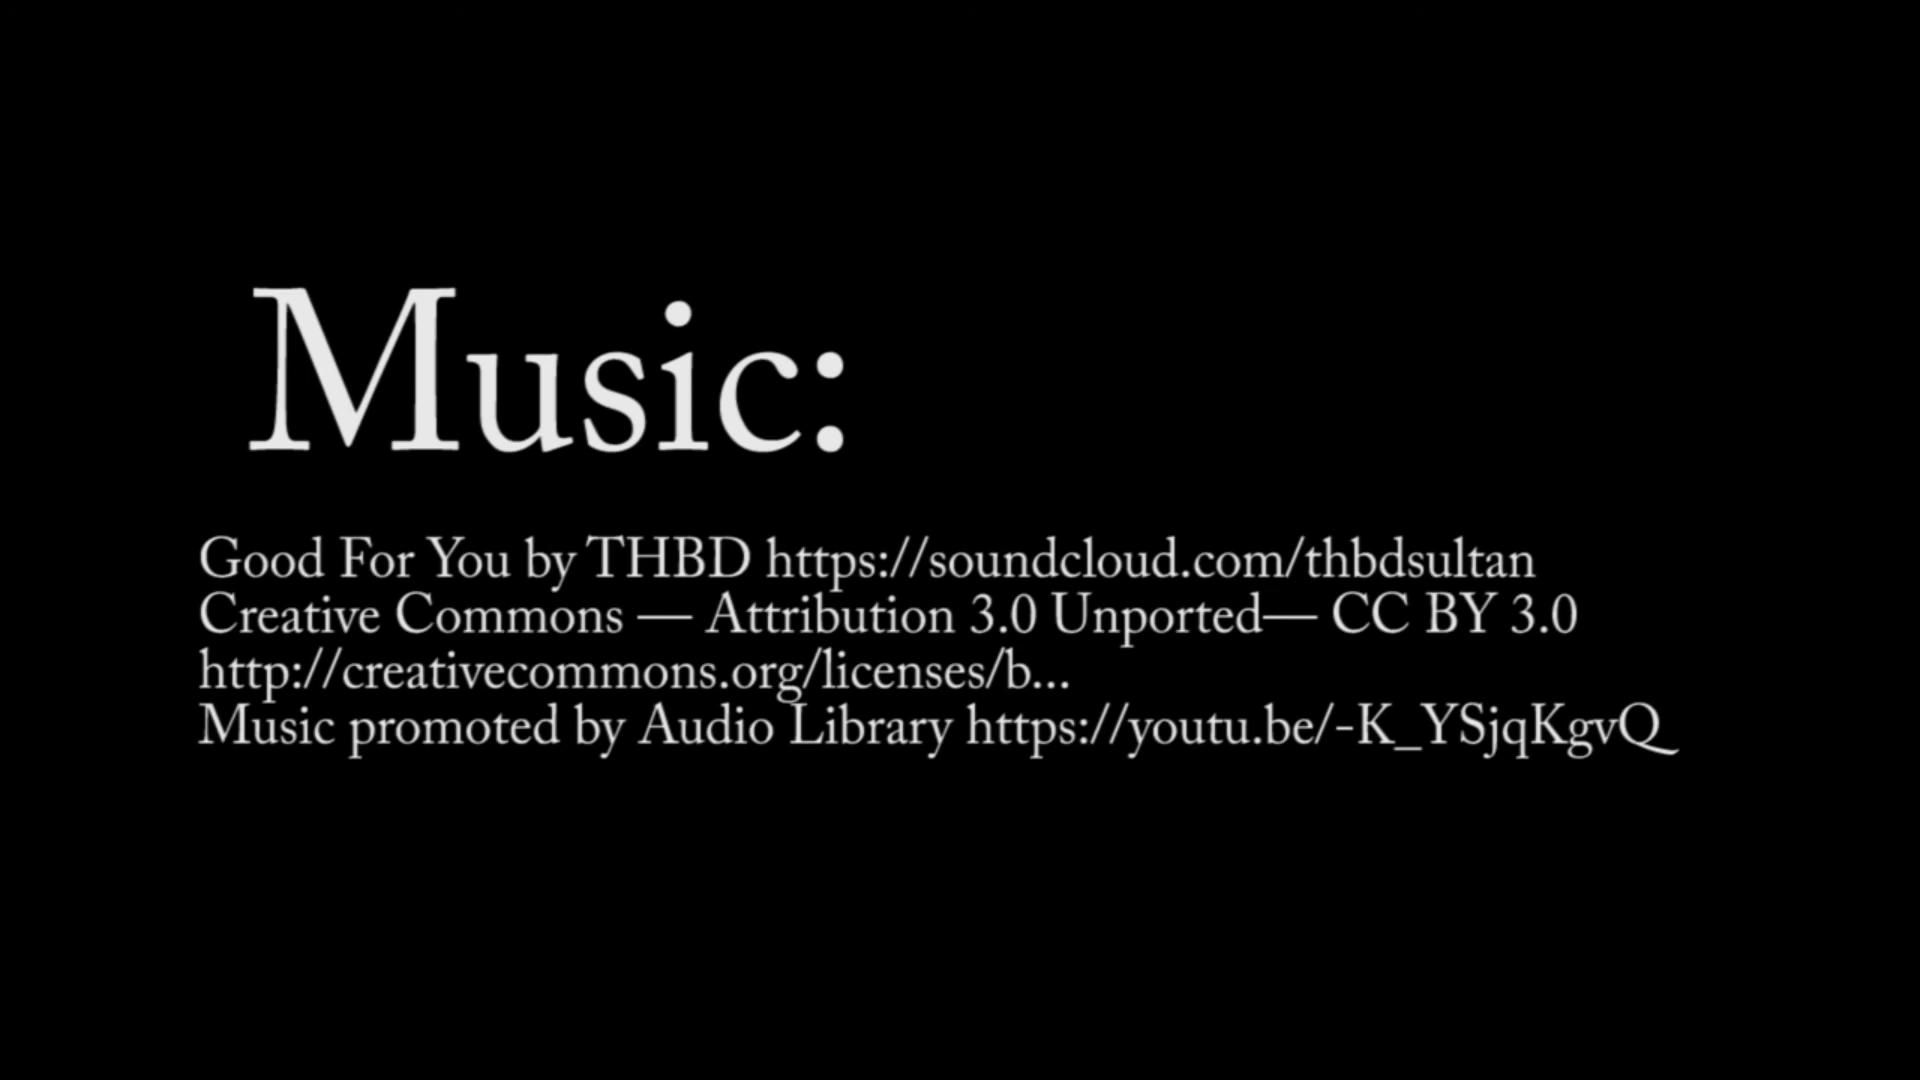 Music:
Good For You by THBD https://soundcloud.com/thbdsultan
Creative Commons — Attribution 3.0 Unported— CC BY 3.0
http://creativecommons.org/licenses/b...
Music promoted by Audio Library https://youtu.be/-K_YSjqKgvQ